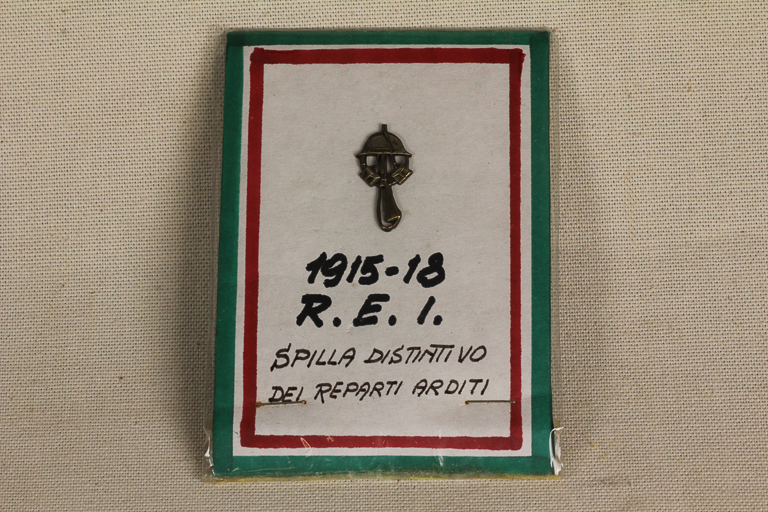 1915-18
R. E. I.
SPILLA DISTINTIVO
DEI REPARTI ARDITI